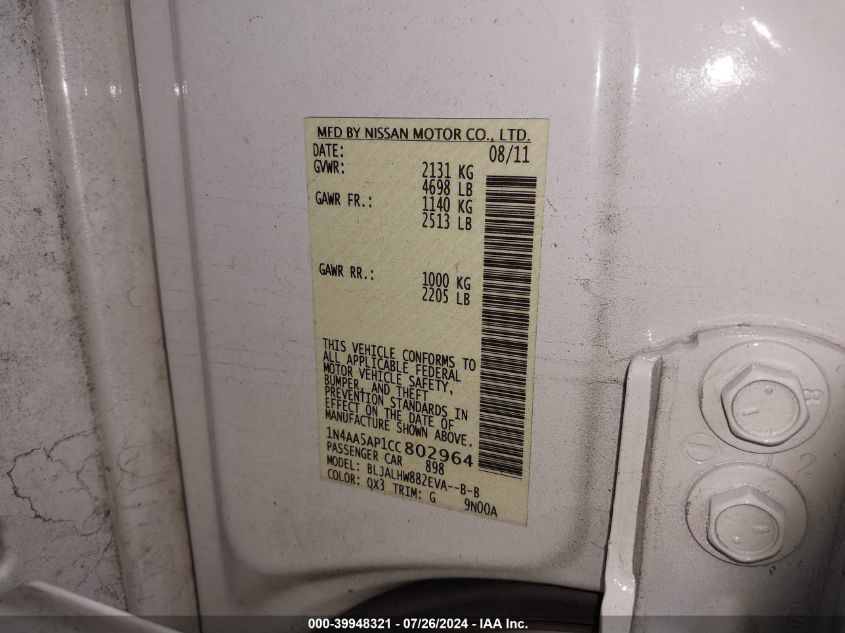 MFD BY NISSAN MOTOR CO., LTD.
DATE: 08/11
GVWR: 2131 KG
4698 LB
GAWR FR.: 1140 KG
2513 LB
GAWR RR.: 1000 KG
2205 LB
THIS VEHICLE CONFORMS TO
ALL APPLICABLE FEDERAL
MOTOR VEHICLE SAFETY,
BUMPER, AND THEFT
PREVENTION STANDARDS IN
EFFECT ON THE DATE OF
MANUFACTURE SHOWN ABOVE.
1N4AA5AP1CC802964
PASSENGER CAR 898
MODEL: BLJALHW882EVA--B-B
COLOR: QX3 TRIM: G 9N00A
8
12
000-39948321 - 07/26/2024 - IAA Inc.